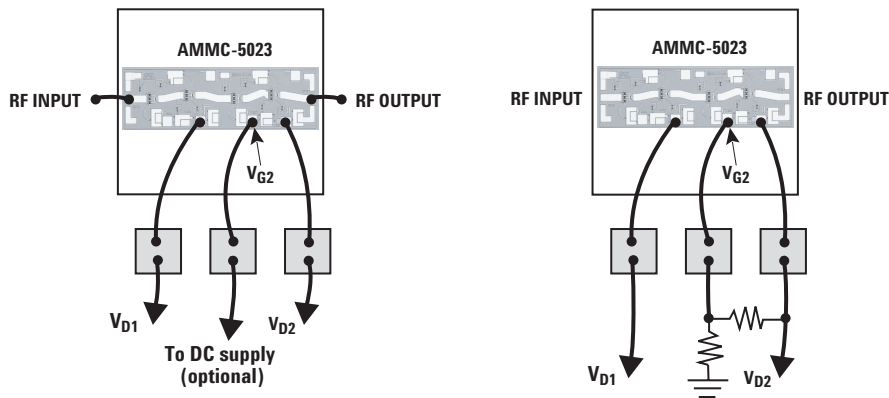 AMMC-5023
RF INPUT
RF OUTPUT
VG2
VD1
VD2
To DC supply
(optional)
AMMC-5023
RF INPUT
RF OUTPUT
VG2
VD1
VD2